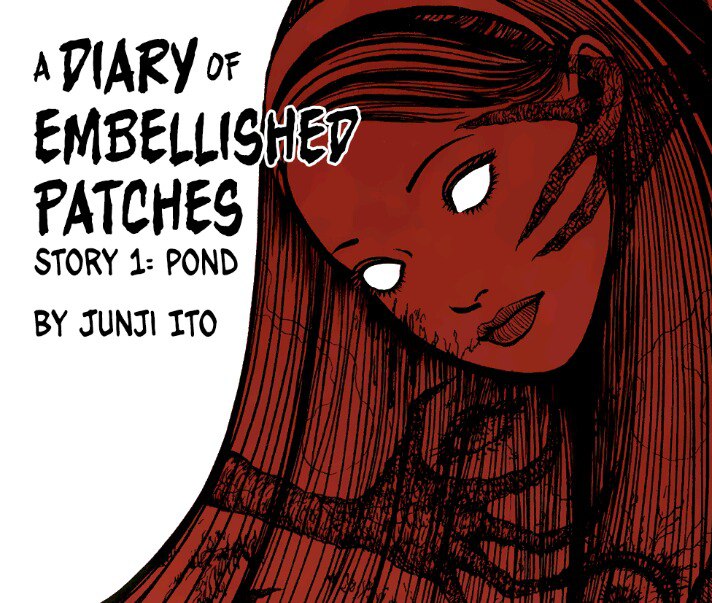 A DIARY OF
EMBELLISHED
PATCHES
STORY 1: POND
BY JUNJI ITO